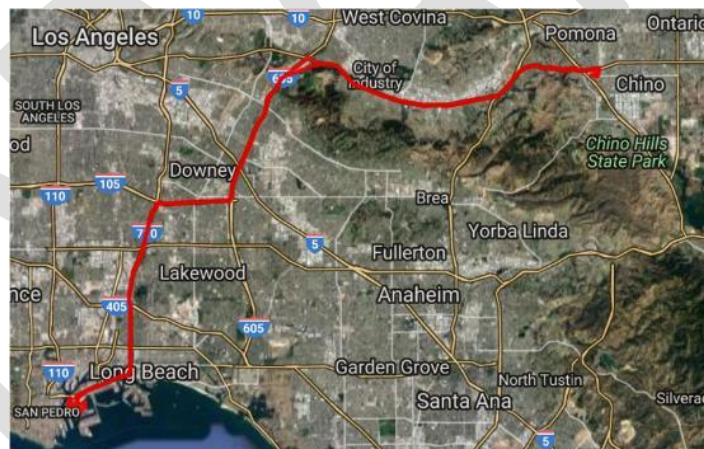 10
10
West Covina
Ontario
Los Angeles
Pomona
605
City of
Industry
5
Chino
SOUTH LOS
ANGELES
Chino Hills
State Park
Downey
105
110
Brea
710
Yorba Linda
5
Fullerton
Lakewood
nce
405
Anaheim
605
110
Long Beach
Garden Grove
North Tustin
Santa Ana
Silvera
SAN PEDRO
5